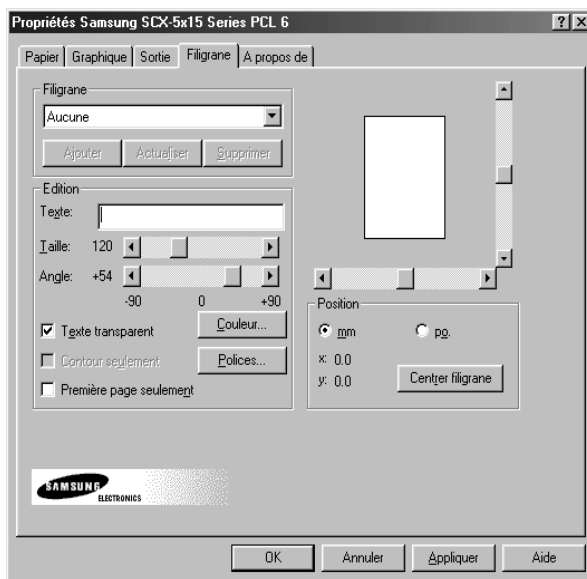 Propriétés Samsung SCX-5x15 Series PCL 6
Papier Graphique Sortie Filigrane A propos de
Filigrane
Aucune
Ajouter Actualiser Supprimer
Edition
Texte:
Taille: 120
Angle: +54
-90 0 +90
Texte transparent Couleur...
Contour seulement Polices...
Première page seulement
Position
mm po.
x: 0.0
y: 0.0 Centrer filigrane
SAMSUNG
ELECTRONICS
OK Annuler Appliquer Aide